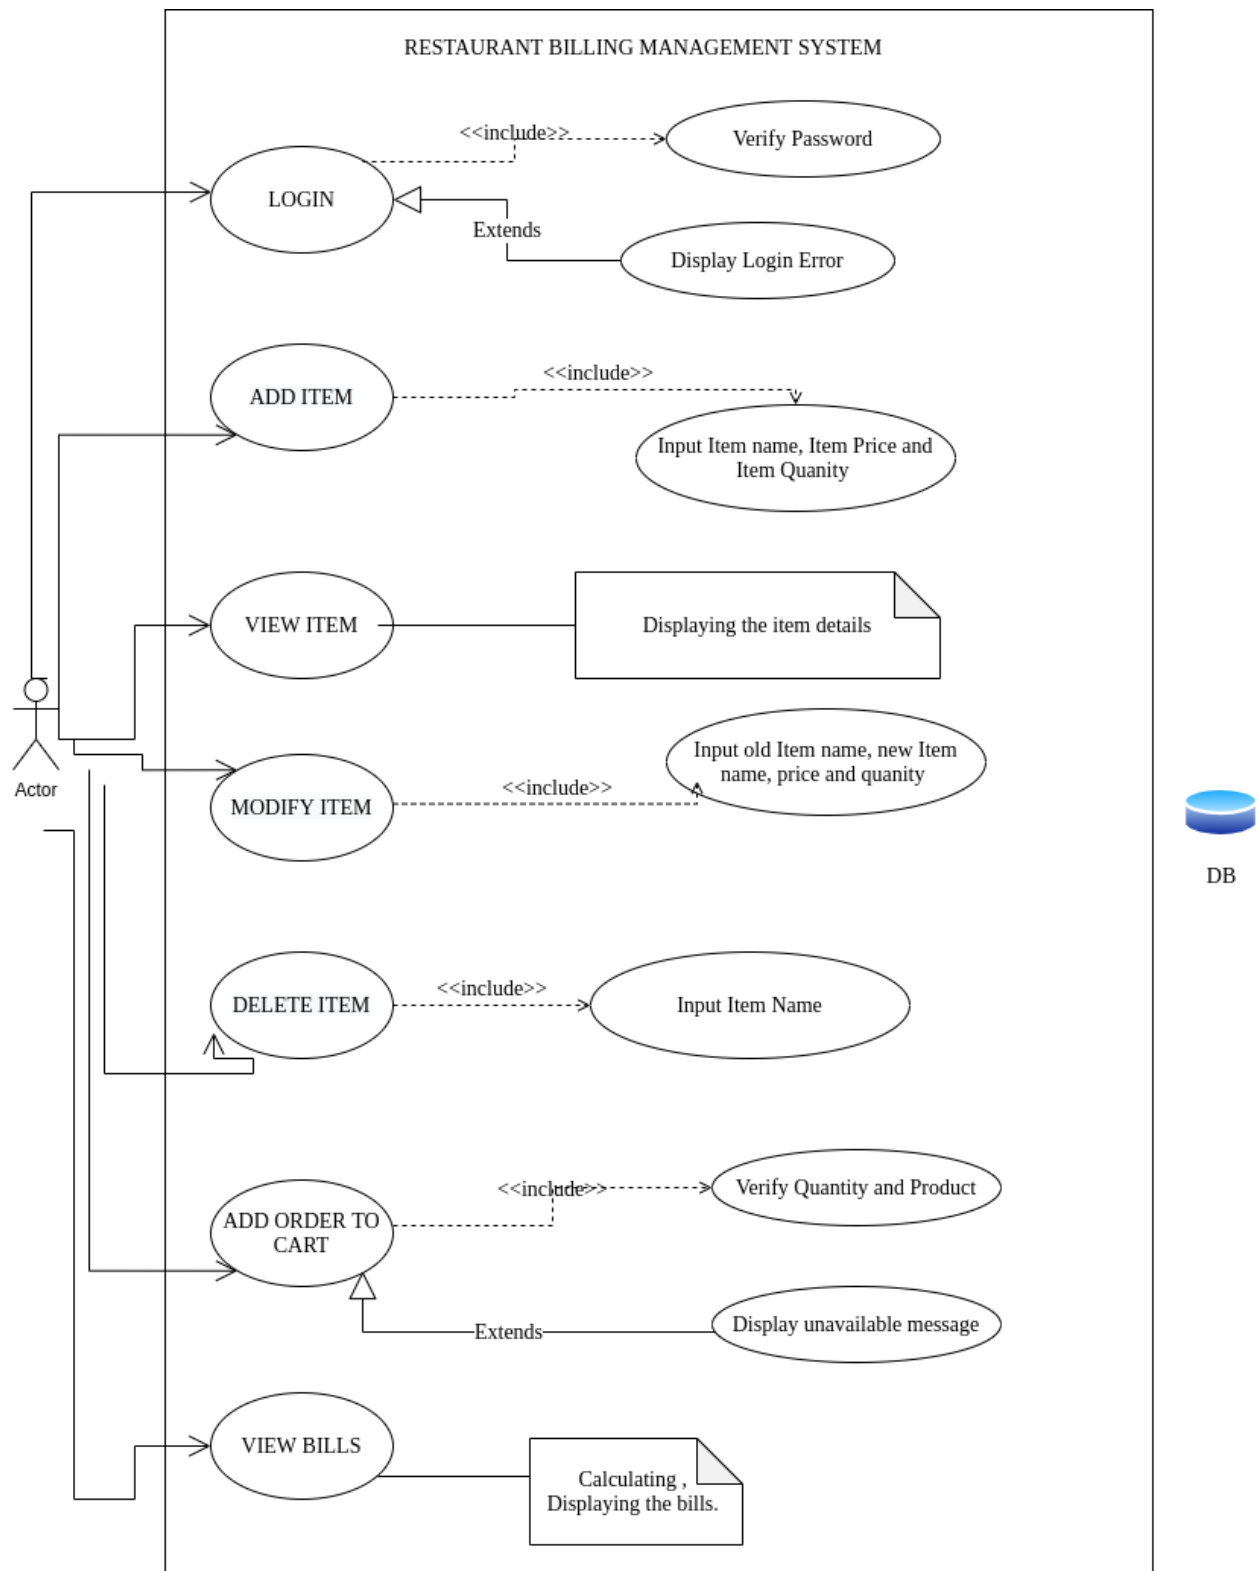 RESTAURANT BILLING MANAGEMENT SYSTEM
<<include>>
Verify Password
LOGIN
Extends
Display Login Error
<<include>>
ADD ITEM
Input Item name, Item Price and
Item Quanity
VIEW ITEM
Displaying the item details
Input old Item name, new Item
name, price and quanity
<<include>>
MODIFY ITEM
Actor
DB
<<include>>
DELETE ITEM
Input Item Name
<<include>>
Verify Quantity and Product
ADD ORDER TO
CART
Extends
Display unavailable message
VIEW BILLS
Calculating ,
Displaying the bills.